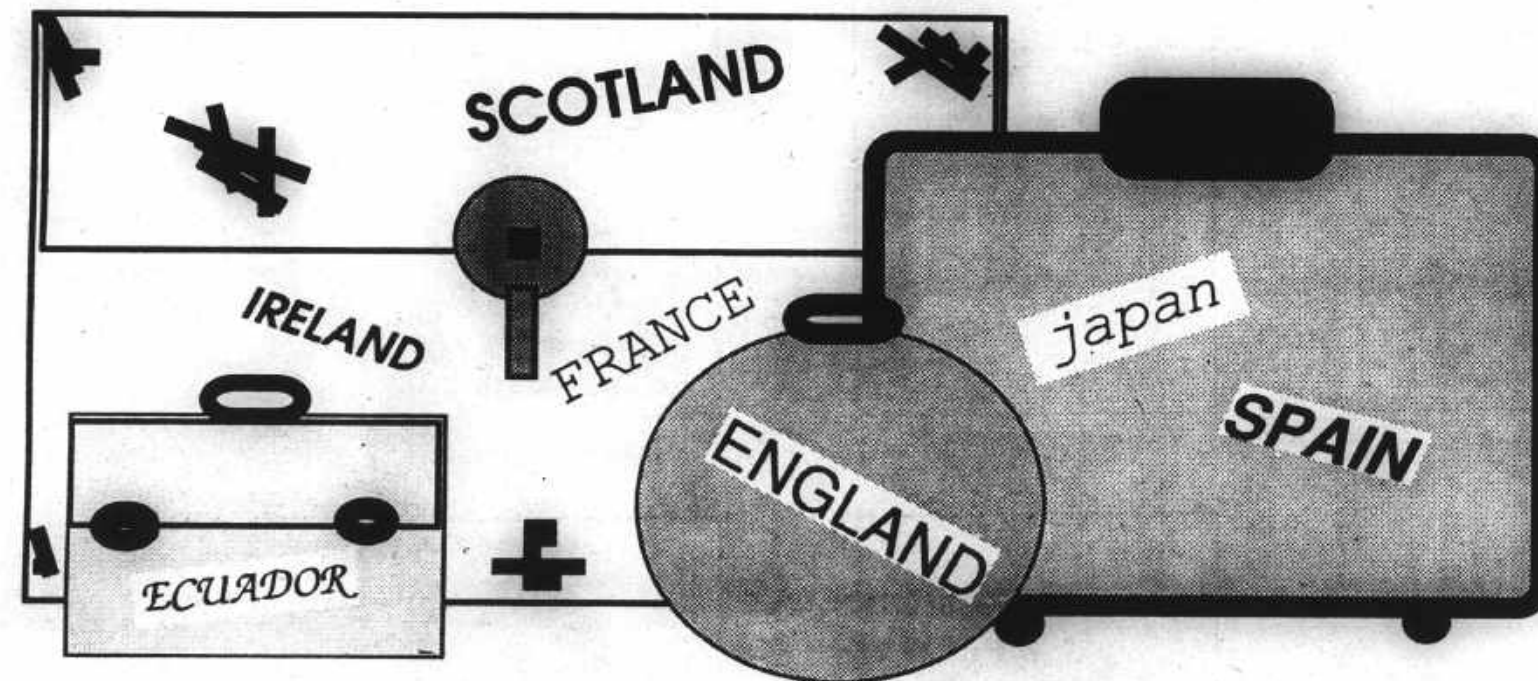 SCOTLAND
IRELAND
FRANCE
japan
SPAIN
ENGLAND
ECUADOR